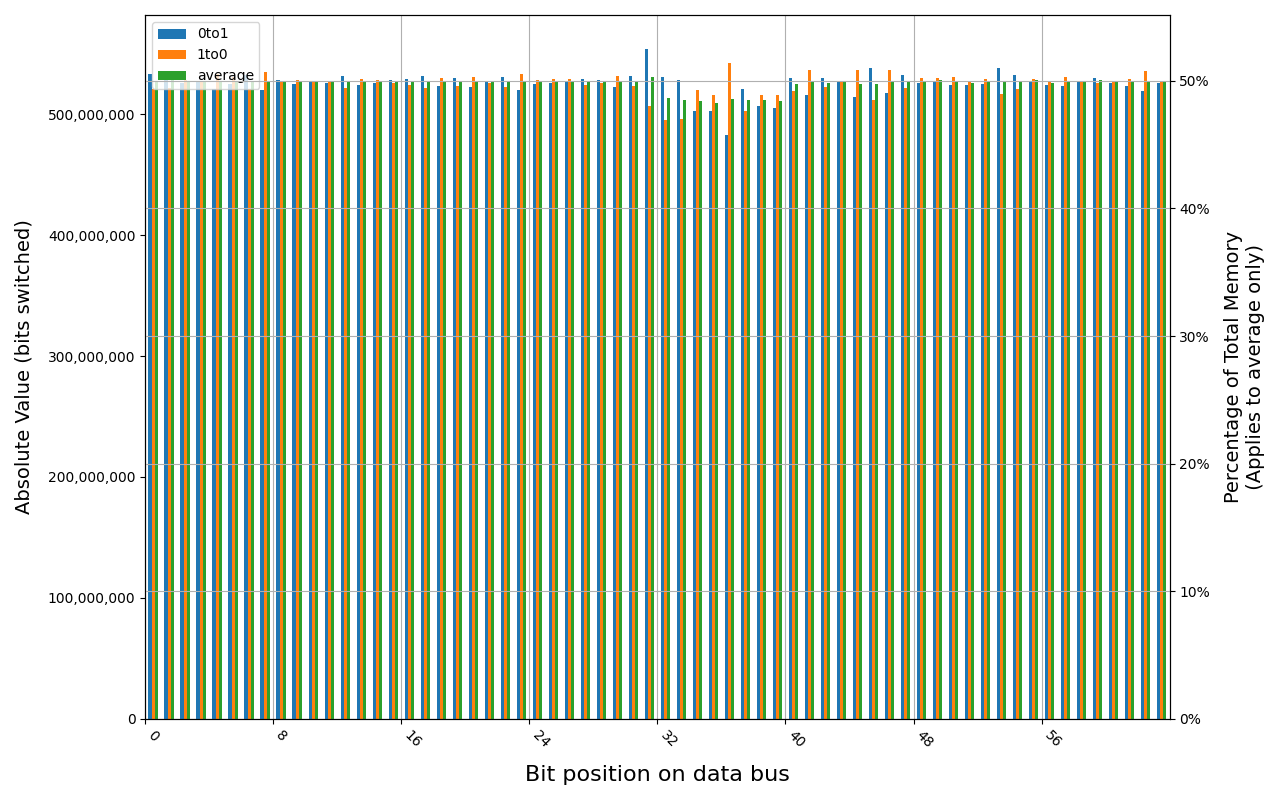 0to1
1to0
average
Absolute Value (bits switched)
500,000,000
400,000,000
300,000,000
200,000,000
100,000,000
0
50%
40%
30%
20%
10%
0%
Percentage of Total Memory
(Applies to average only)
0
8
16
24
32
40
48
56
Bit position on data bus